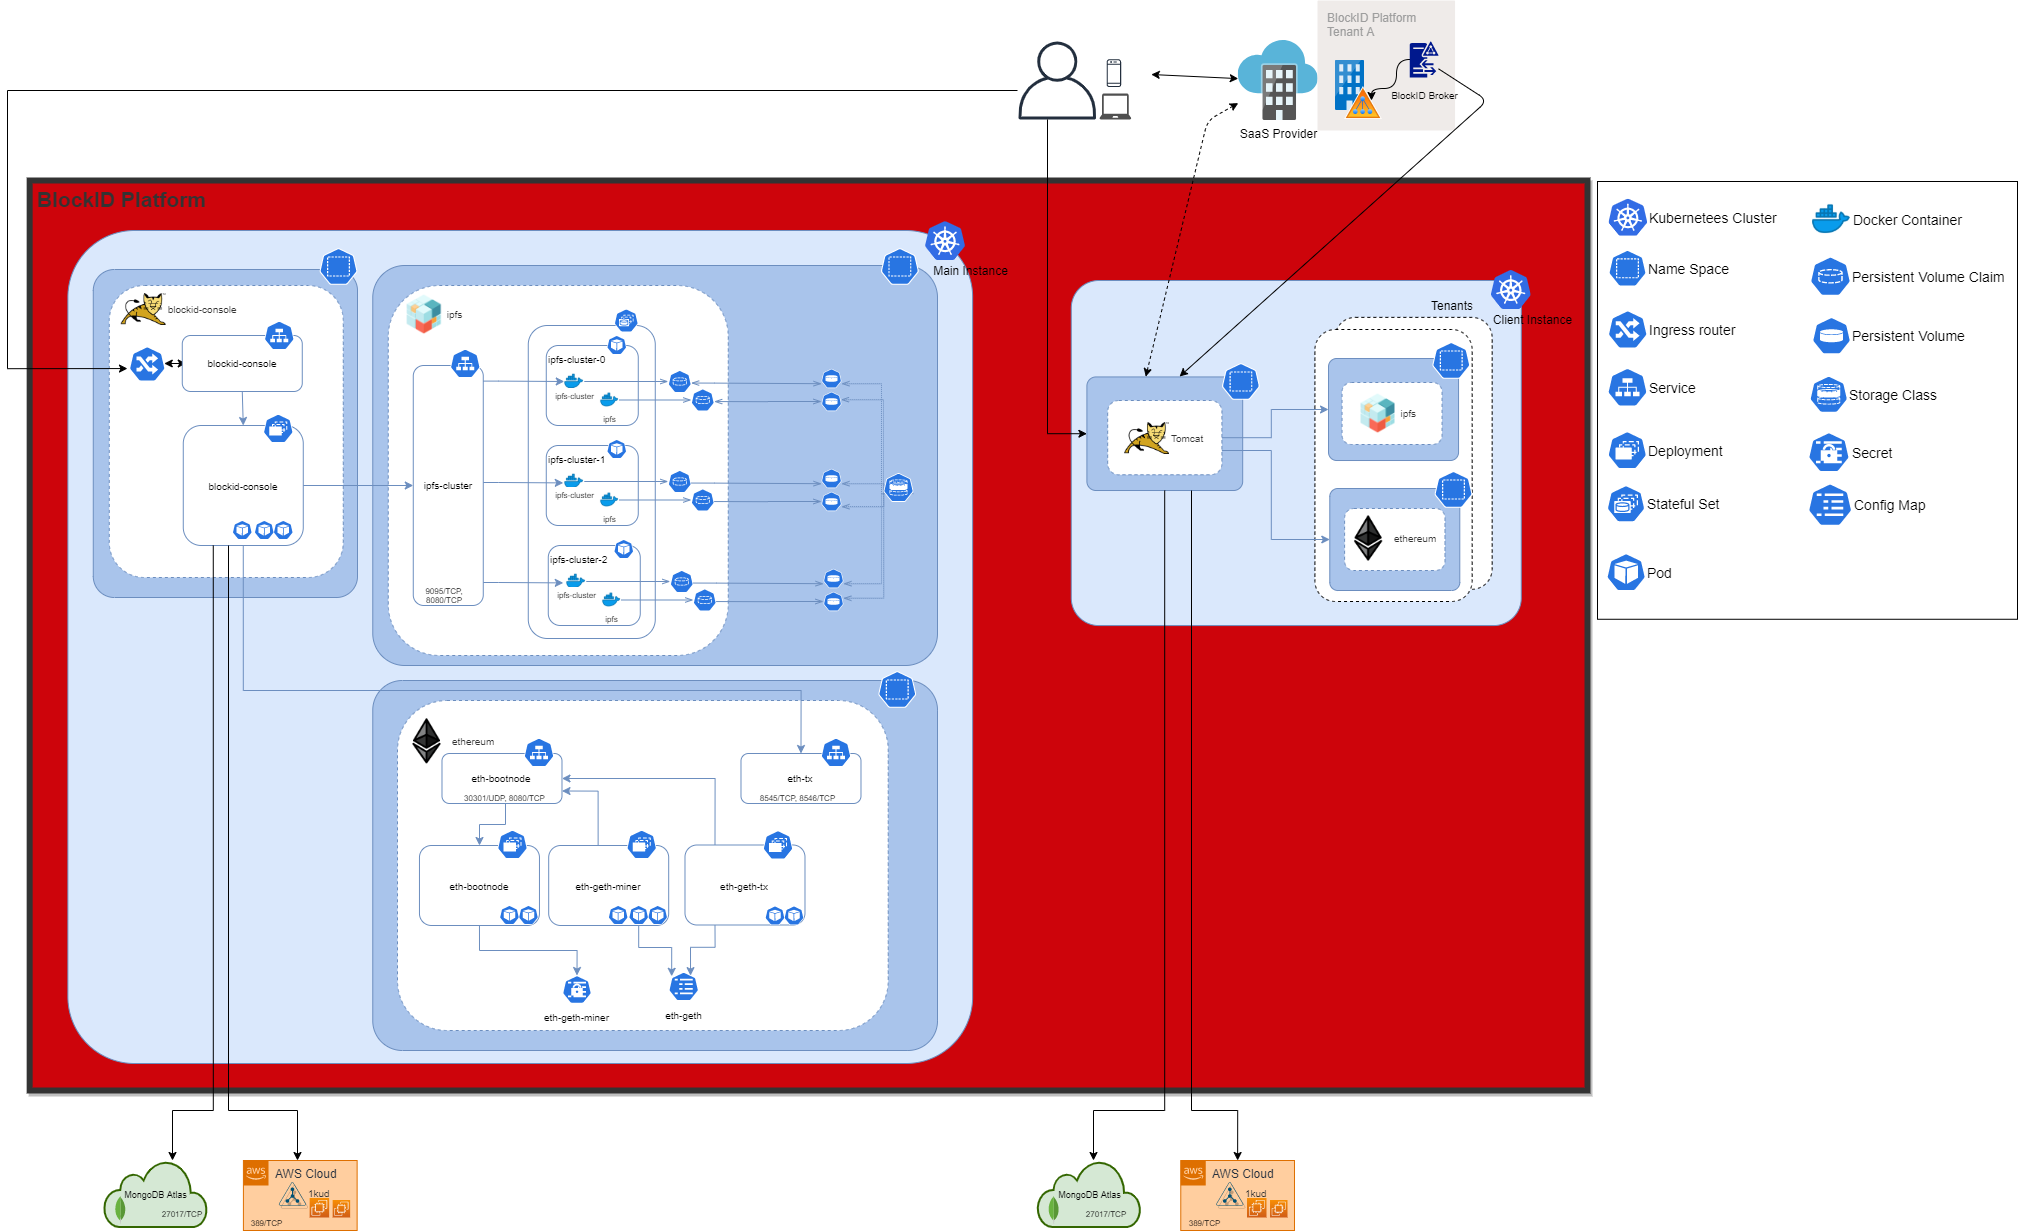 BlockID Platform
Tenant A
BlockID Broker
SaaS Provider
BlockID Platform
Main Instance
blockid-console
blockid-console
blockid-console
ipfs
ipfs-cluster
9095/TCP,
8080/TCP
ipfs-cluster-0
ipfs-cluster
ipfs
ipfs-cluster-1
ipfs-cluster
ipfs
ipfs-cluster-2
ipfs-cluster
ipfs
ethereum
eth-bootnode
30301/UDP, 8080/TCP
eth-tx
8545/TCP, 8546/TCP
eth-bootnode
eth-geth-miner
eth-geth-tx
eth-geth-miner
eth-geth
Tenants
Client Instance
Tomcat
ipfs
ethereum
Kubernetees Cluster
Name Space
Ingress router
Service
Deployment
Stateful Set
Pod
Docker Container
Persistent Volume Claim
Persistent Volume
Storage Class
Secret
Config Map
MongoDB Atlas
27017/TCP
aws
AWS Cloud
1kud
389/TCP
MongoDB Atlas
27017/TCP
aws
AWS Cloud
1kud
389/TCP